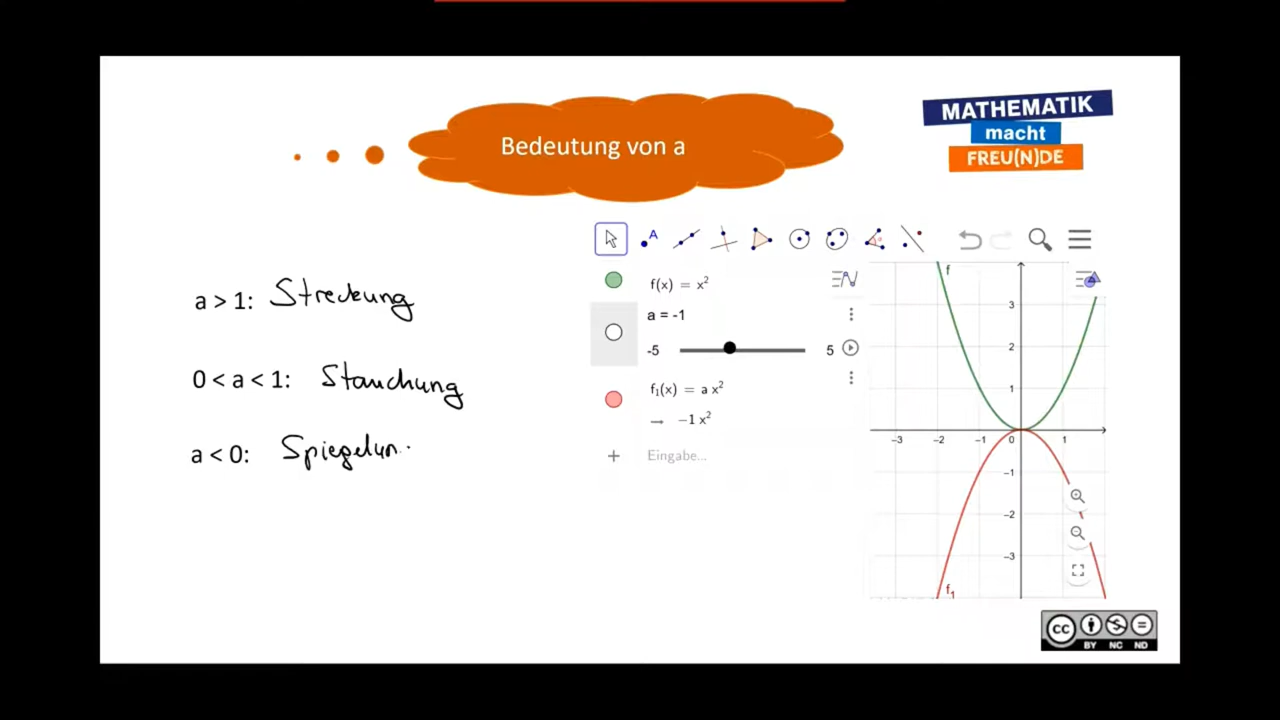 Bedeutung von a
MATHEMATIK
macht
FREU(N)DE
a > 1: Streckung
0 < a < 1: Stauchung
a < 0: Spiegelun
A
f(x) = x²
a = -1
-5 5
f₁(x) = a x²
→ −1 x²
+ Eingabe...
f
3
2
1
−3 −2 −1 0 1
−1
−2
−3
f₁
CC BY NC ND